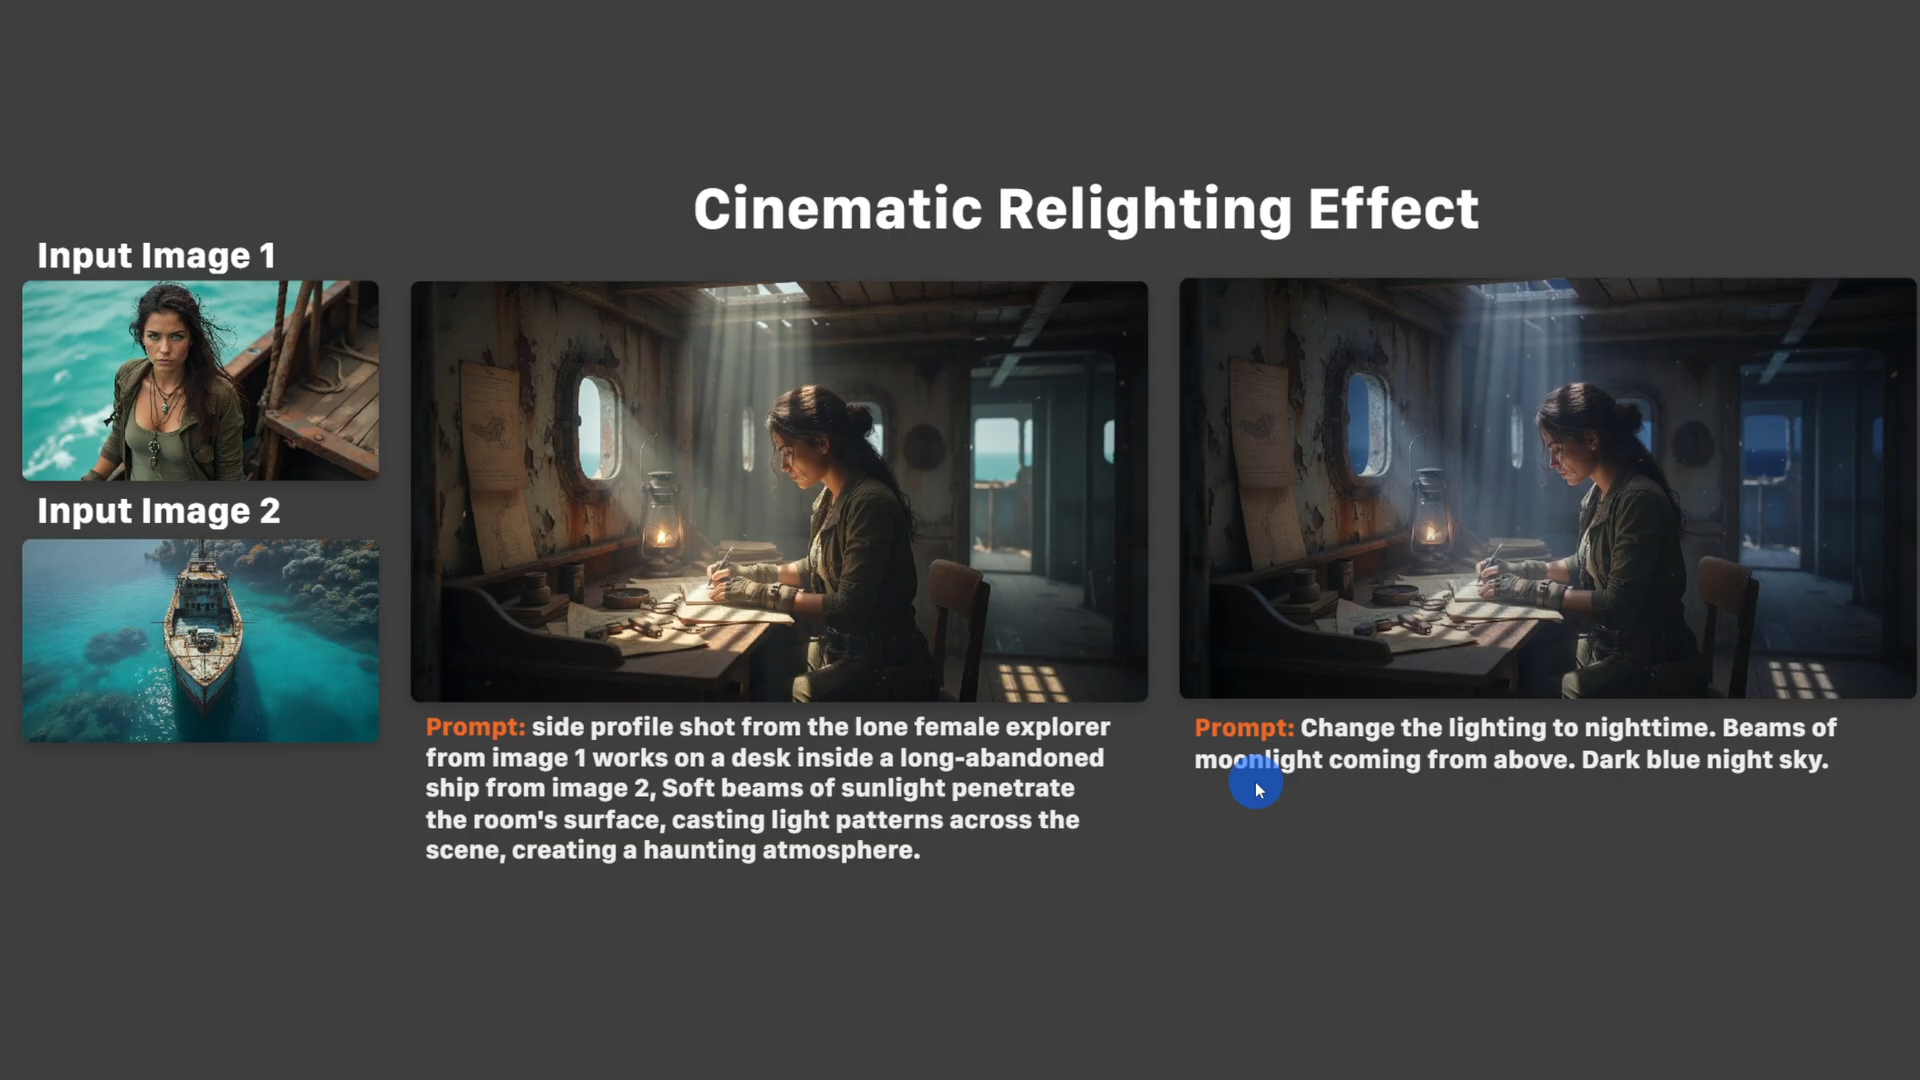 Cinematic Relighting Effect
Input Image 1
Input Image 2
Prompt: side profile shot from the lone female explorer
from image 1 works on a desk inside a long-abandoned
ship from image 2, Soft beams of sunlight penetrate
the room's surface, casting light patterns across the
scene, creating a haunting atmosphere.
Prompt: Change the lighting to nighttime. Beams of
moonlight coming from above. Dark blue night sky.